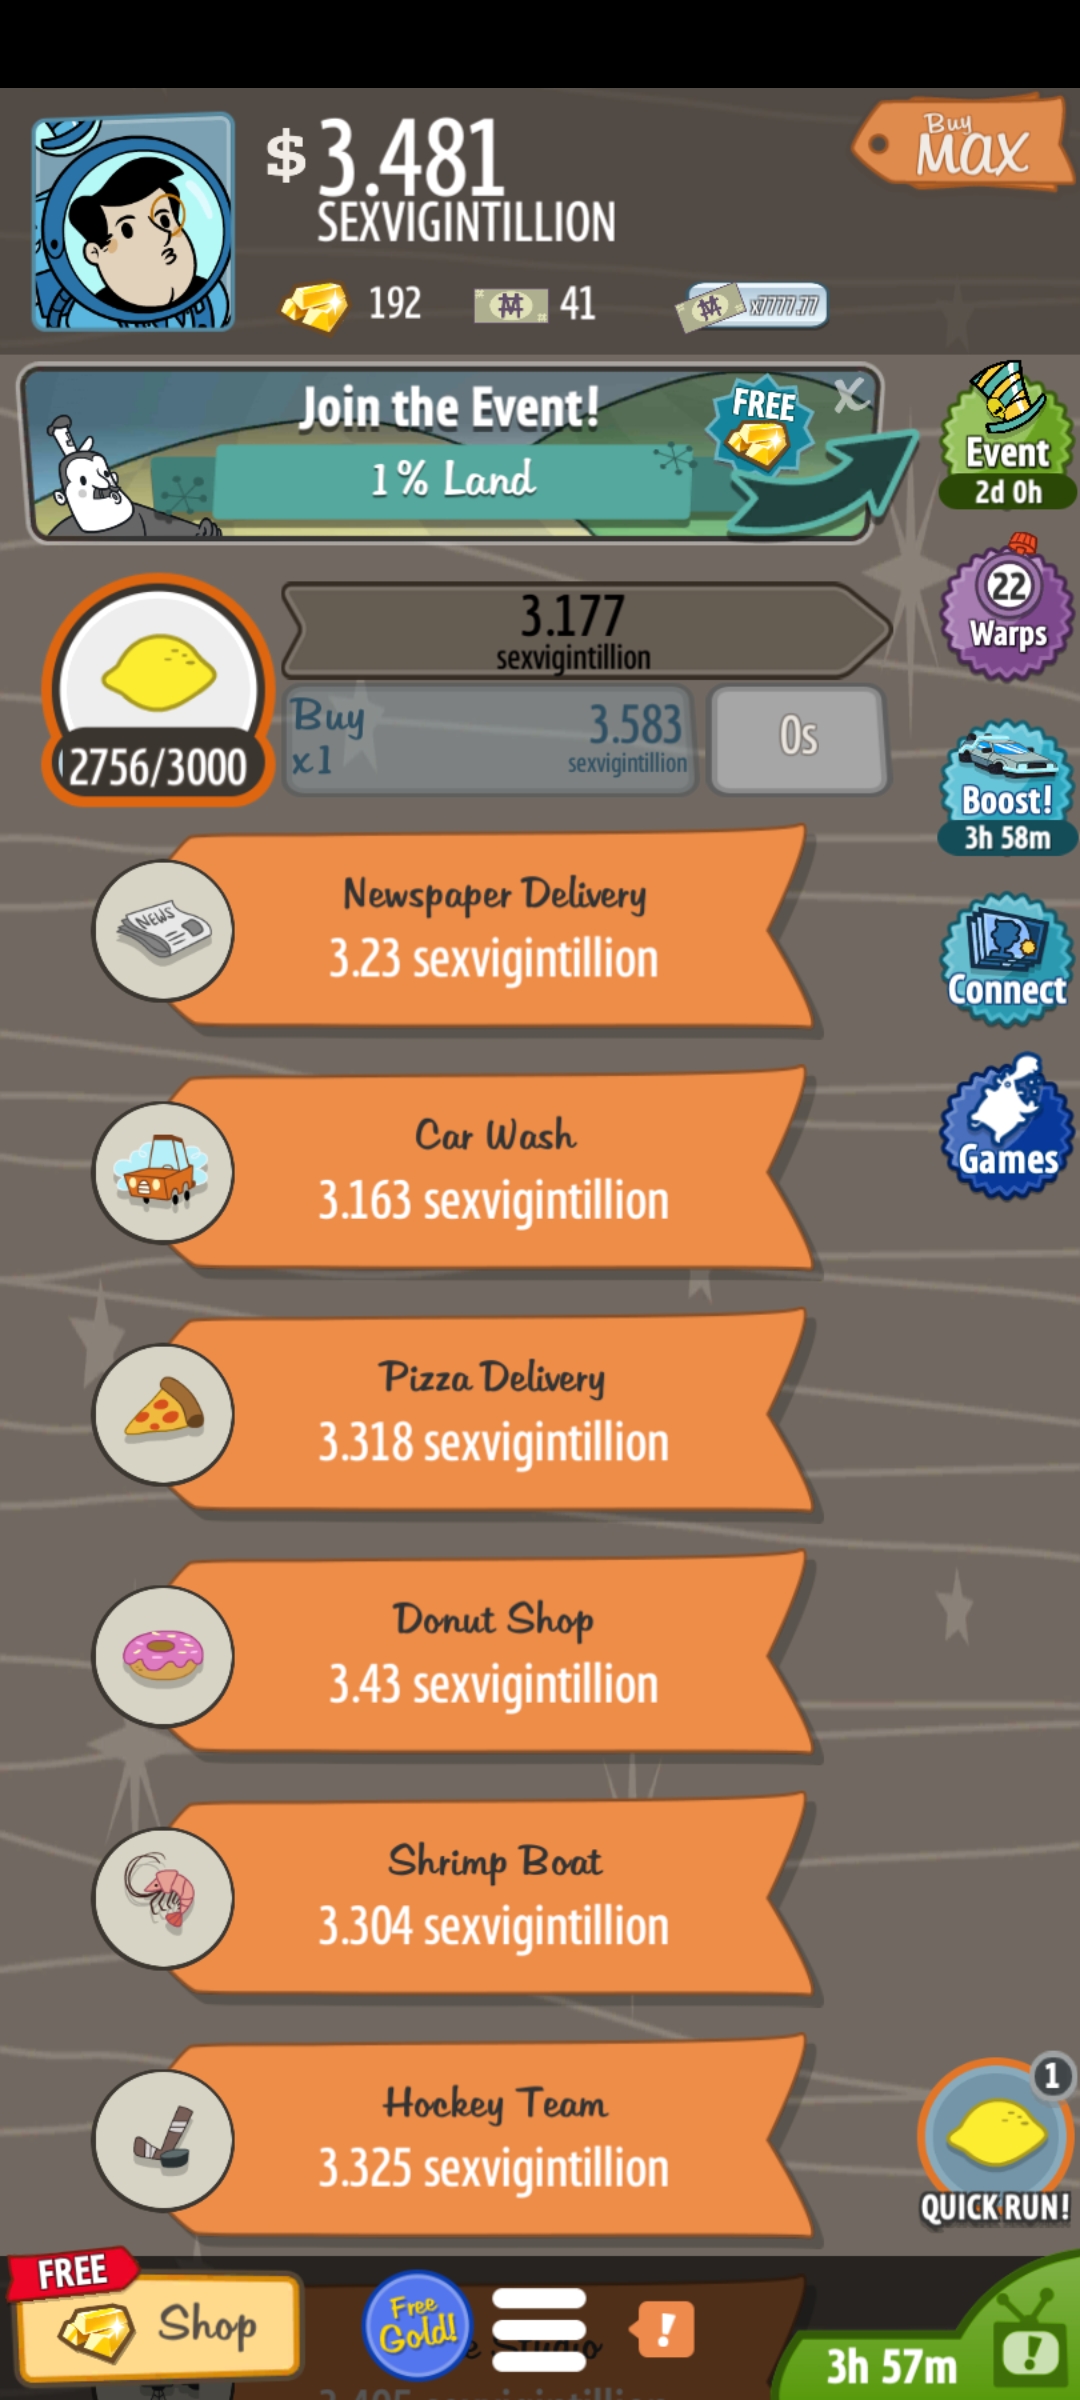 $ 3.481
SEXVIGINTILLION
192
41
x7777.77
Buy
MAX
Join the Event!
1% Land
FREE
X
Event
2d 0h
22
Warps
Boost!
3h 58m
Connect
Games
3.177
sexvigintillion
2756/3000
Buy
x1
3.583
sexvigintillion
0s
NEWS
Newspaper Delivery
3.23 sexvigintillion
Car Wash
3.163 sexvigintillion
Pizza Delivery
3.318 sexvigintillion
Donut Shop
3.43 sexvigintillion
Shrimp Boat
3.304 sexvigintillion
Hockey Team
3.325 sexvigintillion
1
QUICK RUN!
FREE
Shop
Free
Gold!
!
3h 57m
!